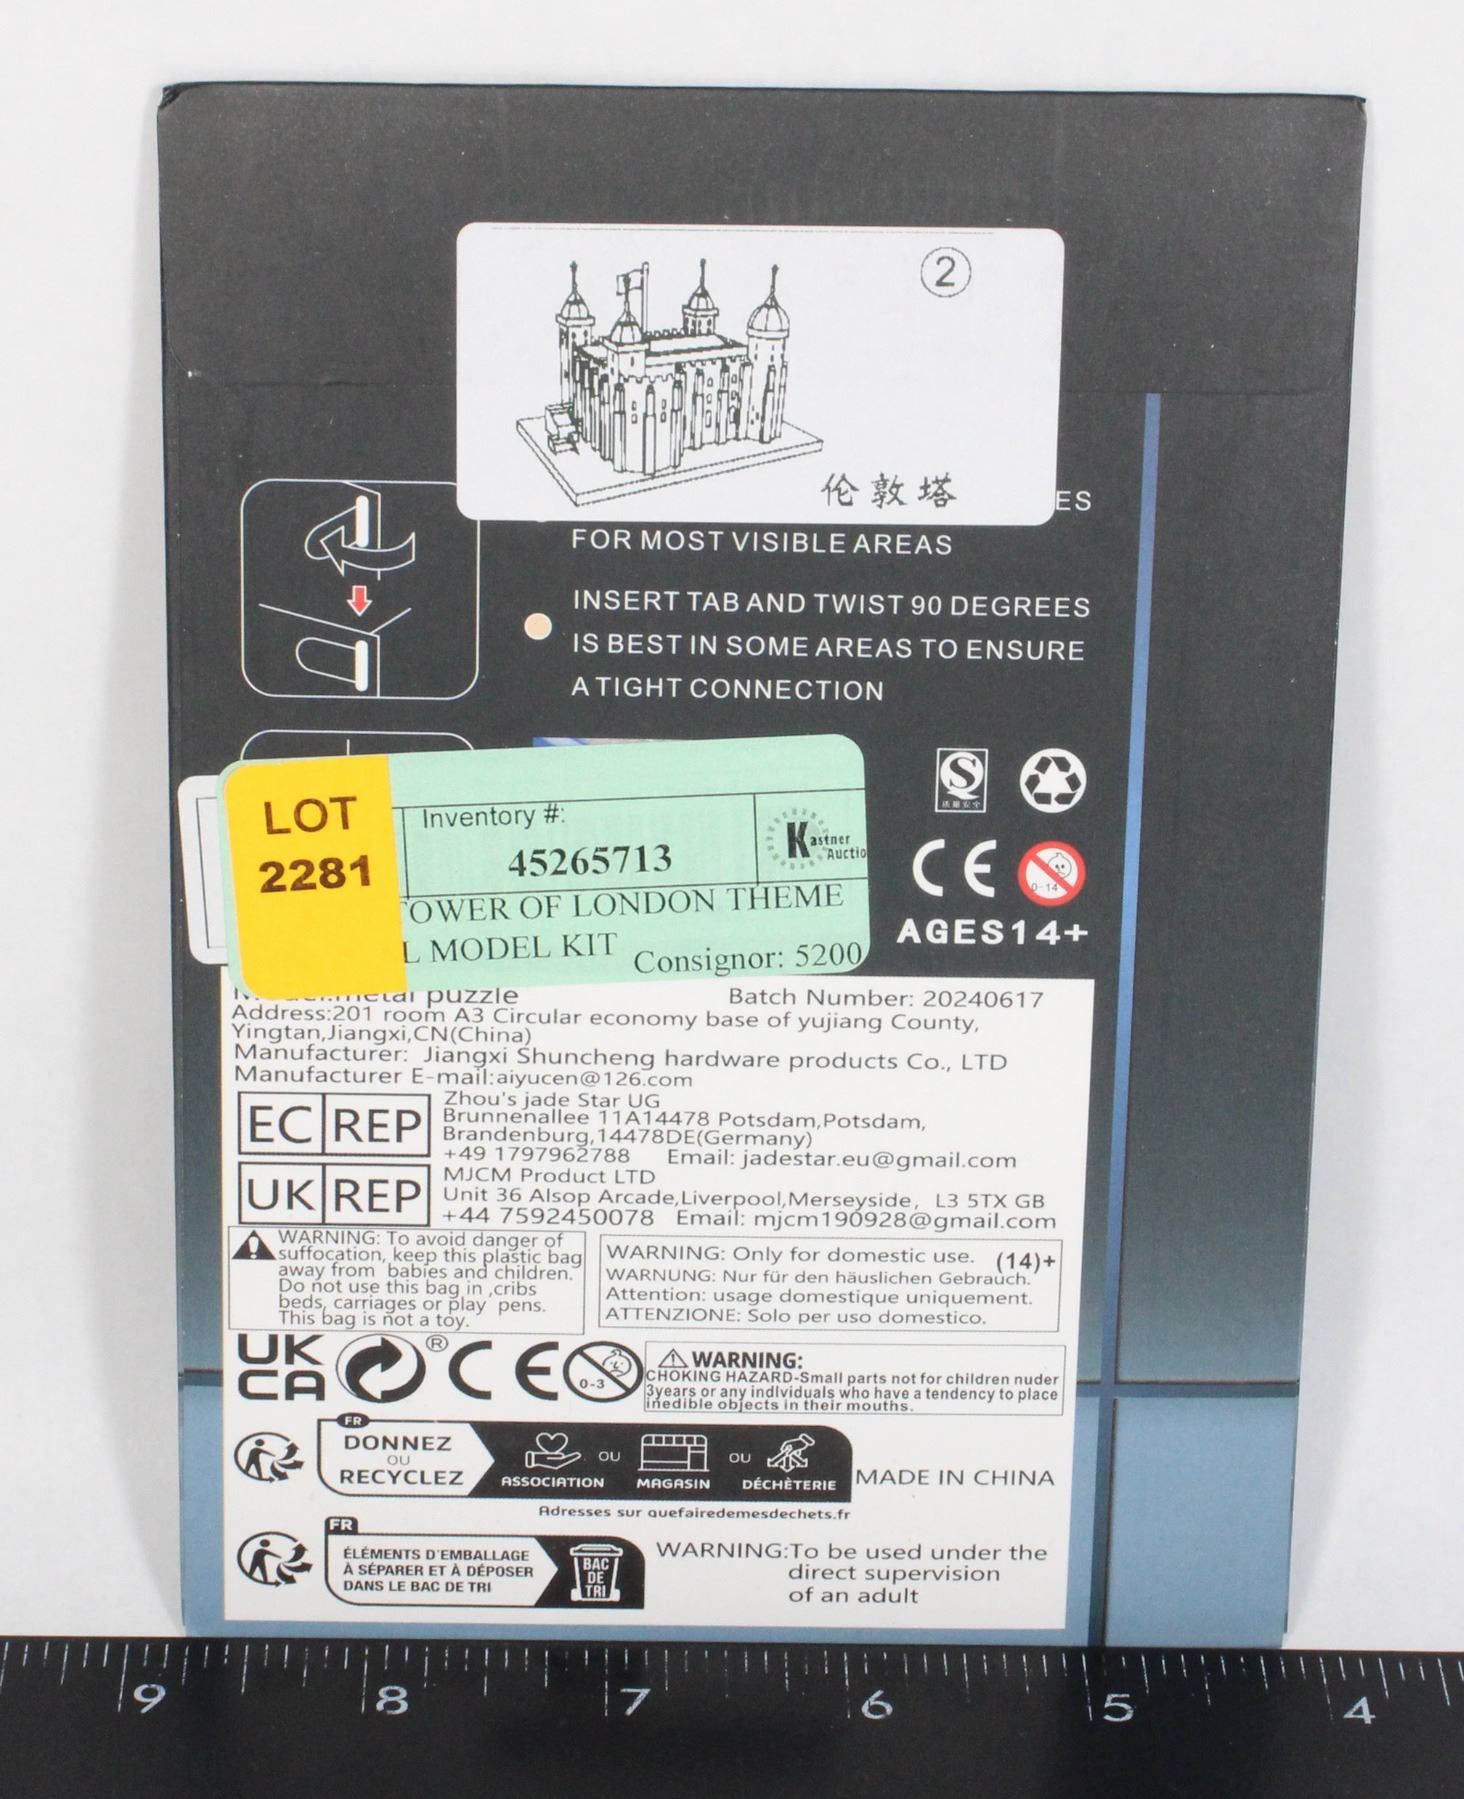 2
伦敦塔
ES
FOR MOST VISIBLE AREAS
INSERT TAB AND TWIST 90 DEGREES
IS BEST IN SOME AREAS TO ENSURE
A TIGHT CONNECTION
LOT
2281
Inventory #:
45265713
Kastner
Auctio
OWER OF LONDON THEME
L MODEL KIT
Consignor: 5200
S
质量安全
CE
0-14
AGES14+
metal puzzle
Batch Number: 20240617
Address:201 room A3 Circular economy base of yujiang County,
Yingtan,Jiangxi,CN(China)
Manufacturer: Jiangxi Shuncheng hardware products Co., LTD
Manufacturer E-mail:aiyucen@126.com
EC REP
Zhou's jade Star UG
Brunnenallee 11A14478 Potsdam,Potsdam,
Brandenburg,14478DE(Germany)
+49 1797962788 Email: jadestar.eu@gmail.com
UK REP
MJCM Product LTD
Unit 36 Alsop Arcade,Liverpool,Merseyside, L3 5TX GB
+44 7592450078 Email: mjcm190928@gmail.com
WARNING: To avoid danger of
suffocation, keep this plastic bag
away from babies and children.
Do not use this bag in ,cribs
beds, carriages or play pens.
This bag is not a toy.
WARNING: Only for domestic use. (14)+
WARNUNG: Nur für den häuslichen Gebrauch.
Attention: usage domestique uniquement.
ATTENZIONE: Solo per uso domestico.
UK
CA
®
CE
0-3
WARNING:
CHOKING HAZARD-Small parts not for children nuder
3years or any individuals who have a tendency to place
inedible objects in their mouths.
FR
DONNEZ
OU
RECYCLEZ
ASSOCIATION
OU
MAGASIN
OU
DÉCHÈTERIE
MADE IN CHINA
Adresses sur quefairedemesdechets.fr
FR
ÉLÉMENTS D'EMBALLAGE
À SÉPARER ET À DÉPOSER
DANS LE BAC DE TRI
BAC
DE
TRI
WARNING:To be used under the
direct supervision
of an adult
9 8 7 6 5 4